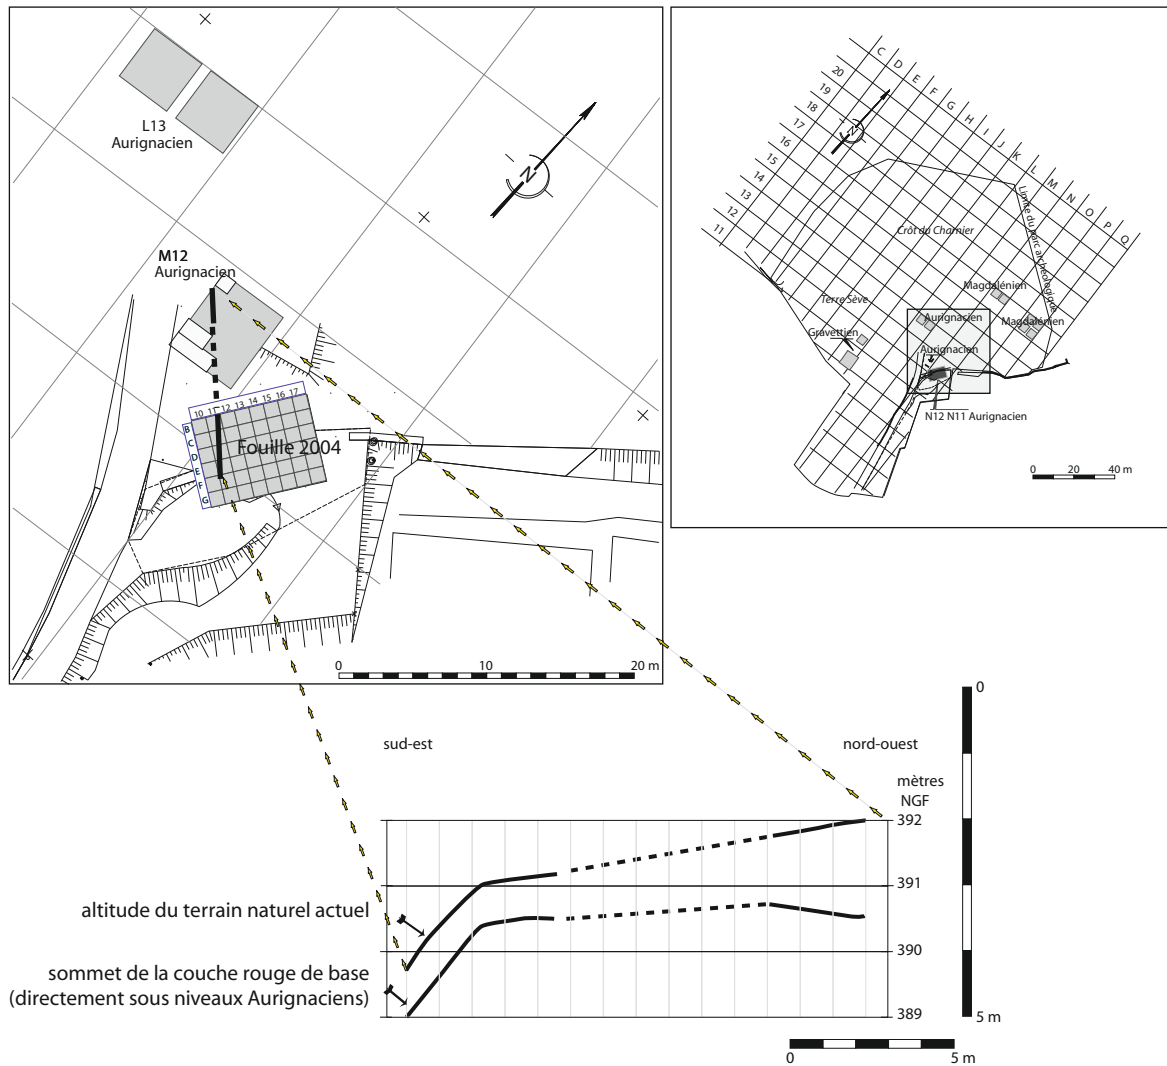 L13
Aurignacien
M12
Aurignacien
N
10 11 12 13 14 15 16 17
B
C
D
E
F
G
Fouille 2004
0 10 20 m
C D E F G H I J K L M N O P Q
20
19
18
17
16
15
14
13
12
11
N
Limite du parc archéologique
Crôt du Charnier
Terre Sève
Magdalénien
Aurignacien
Magdalénien
Gravettien
Aurignacien
N12 N11 Aurignacien
0 20 40 m
sud-est
nord-ouest
mètres
NGF
392
391
390
389
altitude du terrain naturel actuel
sommet de la couche rouge de base
(directement sous niveaux Aurignaciens)
0
5 m
0 5 m